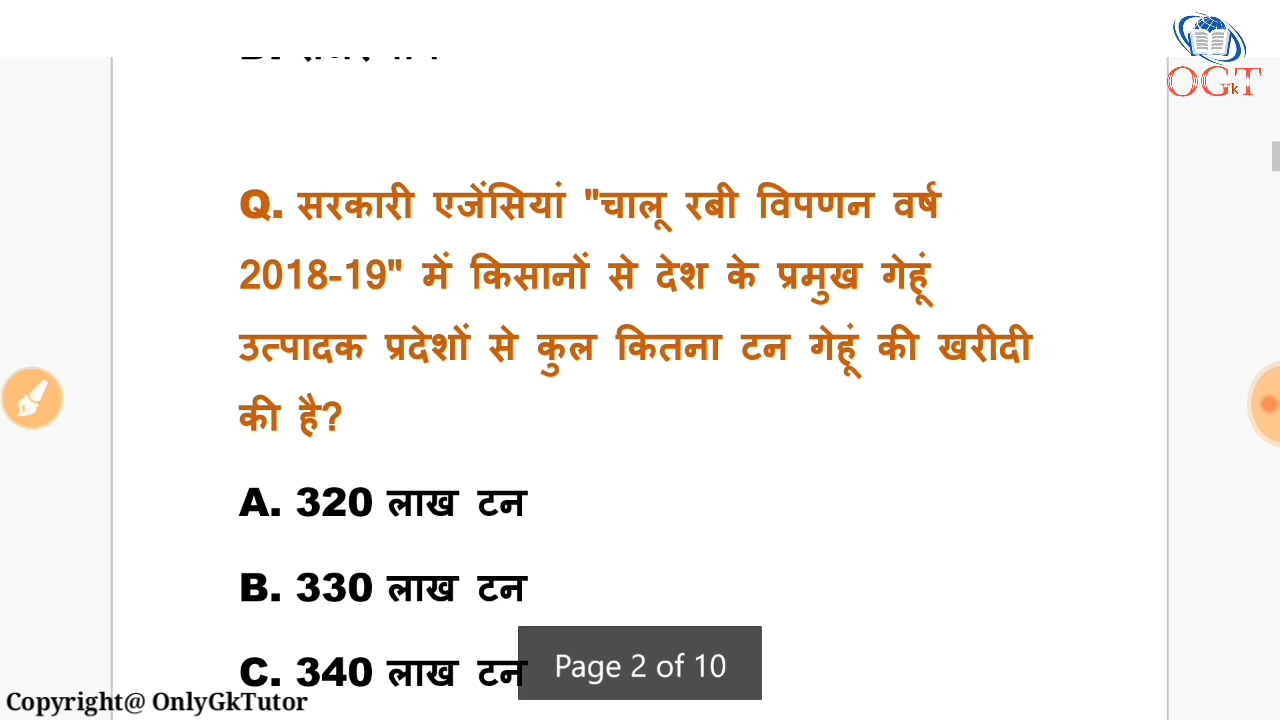 OGkT
Q. सरकारी एजेंसियां "चालू रबी विपणन वर्ष
2018-19" में किसानों से देश के प्रमुख गेहूं
उत्पादक प्रदेशों से कुल कितना टन गेहूं की खरीदी
की है?
A. 320 लाख टन
B. 330 लाख टन
C. 340 लाख टन
Page 2 of 10
Copyright@ OnlyGkTutor